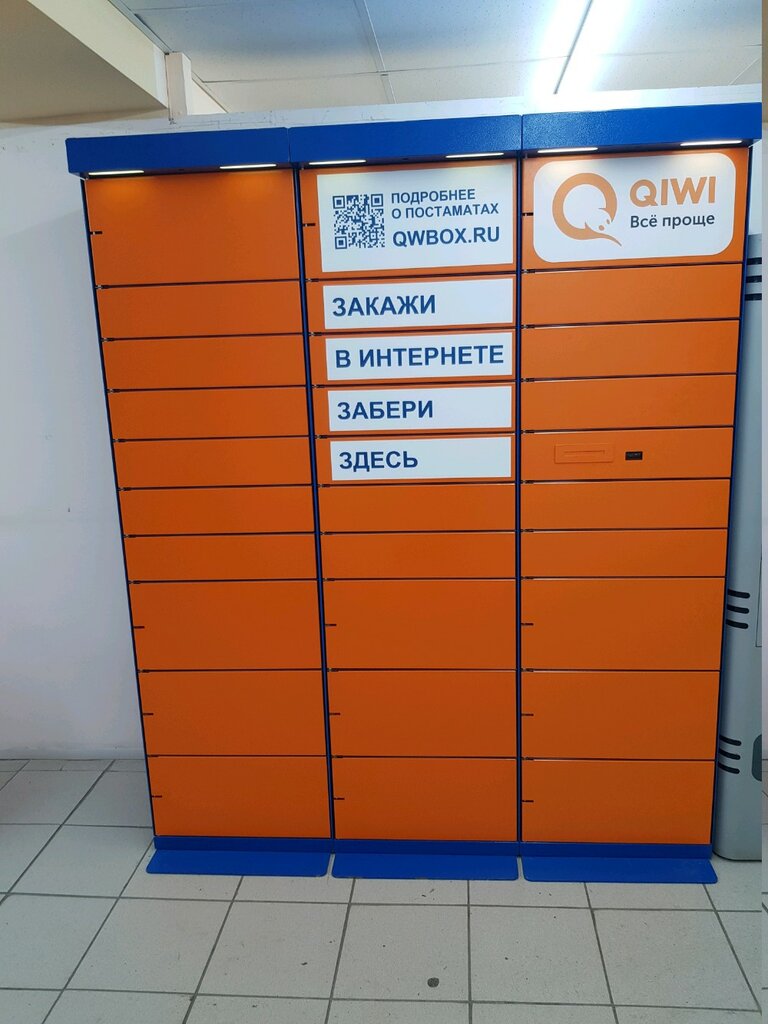 ПОДРОБНЕЕ
О ПОСТАМАТАХ
QWBOX.RU
QIWI
Всё проще
ЗАКАЖИ
В ИНТЕРНЕТЕ
ЗАБЕРИ
ЗДЕСЬ